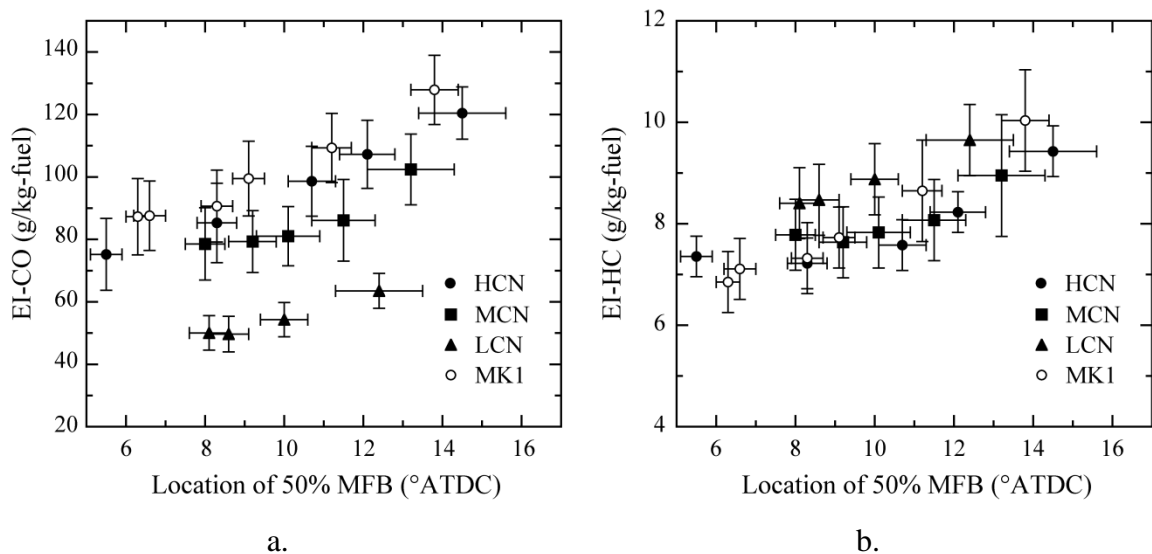 EI-CO (g/kg-fuel)
140
120
100
80
60
40
20
HCN
MCN
LCN
MK1
6 8 10 12 14 16
Location of 50% MFB (°ATDC)
a.
EI-HC (g/kg-fuel)
12
10
8
6
4
HCN
MCN
LCN
MK1
6 8 10 12 14 16
Location of 50% MFB (°ATDC)
b.